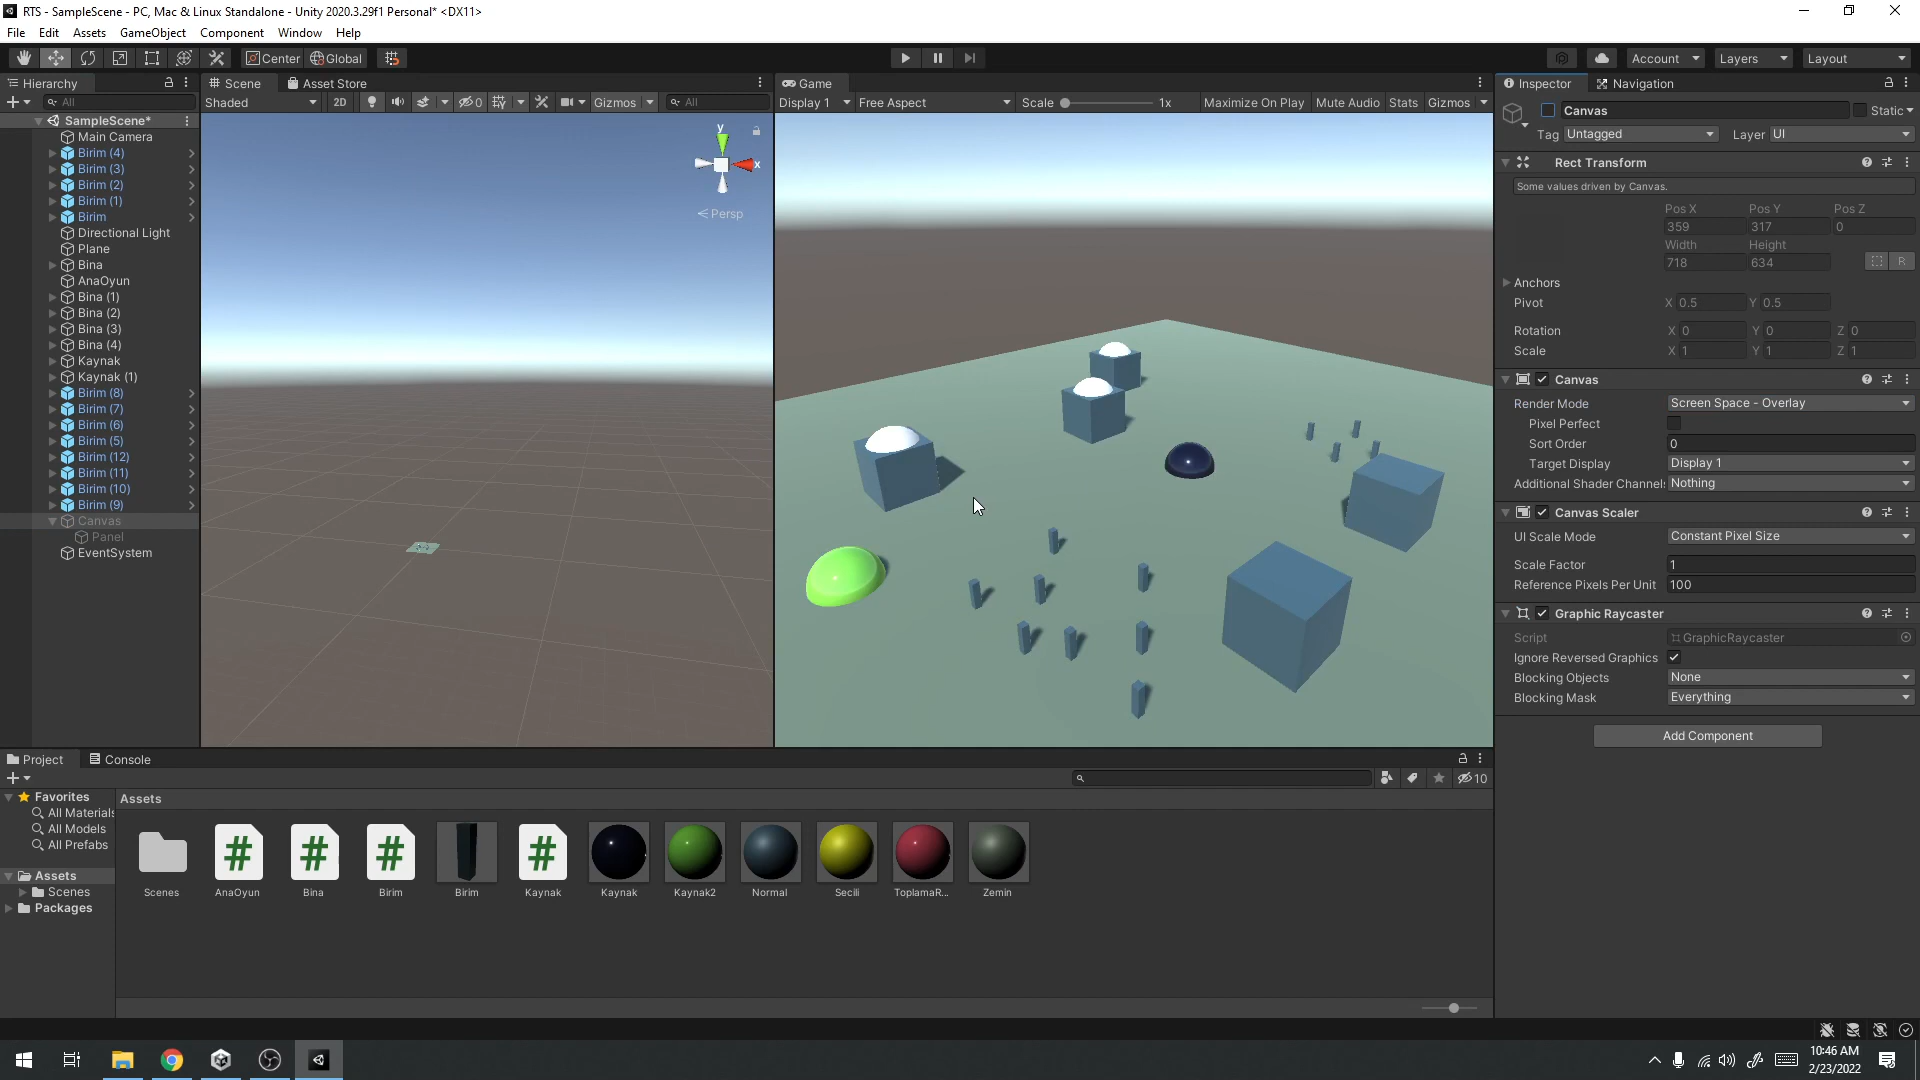 RTS - SampleScene - PC, Mac & Linux Standalone - Unity 2020.3.29f1 Personal* <DX11>
File Edit Assets GameObject Component Window Help
Center Global Account Layers Layout
Hierarchy
All
SampleScene*
Main Camera
Birim (4)
Birim (3)
Birim (2)
Birim (1)
Birim
Directional Light
Plane
Bina
AnaOyun
Bina (1)
Bina (2)
Bina (3)
Bina (4)
Kaynak
Kaynak (1)
Birim (8)
Birim (7)
Birim (6)
Birim (5)
Birim (12)
Birim (11)
Birim (10)
Birim (9)
Canvas
Panel
EventSystem
Scene Asset Store
Shaded 2D 0 Gizmos All
y
x
Persp
Game
Display 1 Free Aspect Scale 1x Maximize On Play Mute Audio Stats Gizmos
Inspector Navigation
Canvas Static
Tag Untagged Layer UI
Rect Transform
Some values driven by Canvas.
Pos X Pos Y Pos Z
359 317 0
Width Height
718 634
R
Anchors
Pivot X 0.5 Y 0.5
Rotation X 0 Y 0 Z 0
Scale X 1 Y 1 Z 1
Canvas
Render Mode Screen Space - Overlay
Pixel Perfect
Sort Order 0
Target Display Display 1
Additional Shader Channels Nothing
Canvas Scaler
UI Scale Mode Constant Pixel Size
Scale Factor 1
Reference Pixels Per Unit 100
Graphic Raycaster
Script GraphicRaycaster
Ignore Reversed Graphics
Blocking Objects None
Blocking Mask Everything
Add Component
Project Console
10
Favorites
All Materials
All Models
All Prefabs
Assets
Scenes
Packages
Assets
Scenes AnaOyun Bina Birim Birim Kaynak Kaynak Kaynak2 Normal Secili ToplamaR... Zemin
10:46 AM
2/23/2022